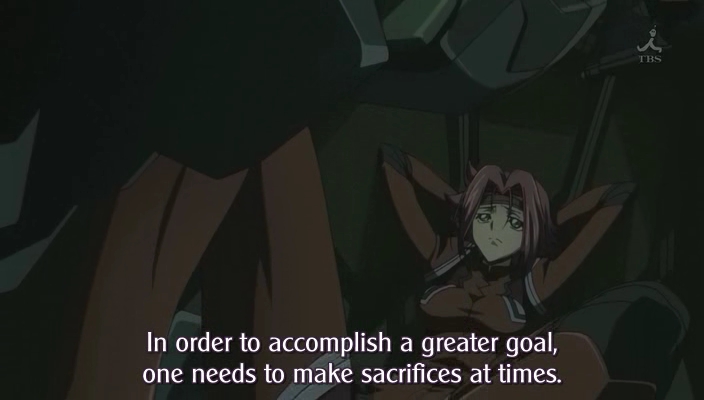 TBS
In order to accomplish a greater goal,
one needs to make sacrifices at times.